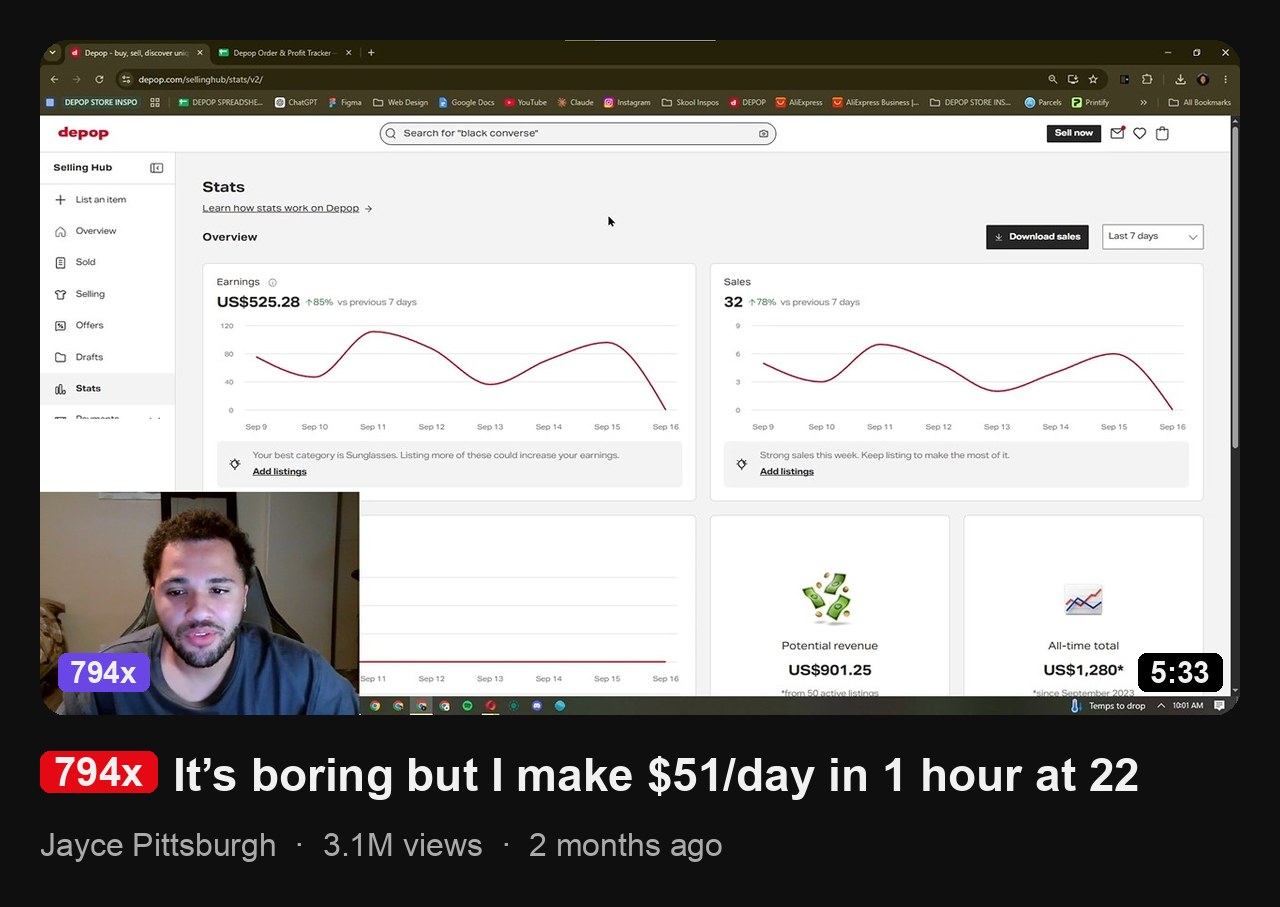 Depop - buy, sell, discover uniq
Depop Order & Profit Tracker -
depop.com/sellinghub/stats/v2/
DEPOP STORE INSPO
DEPOP SPREADSHE...
ChatGPT
Figma
Web Design
Google Docs
YouTube
Claude
Instagram
Skool Inspos
DEPOP
AliExpress
AliExpress Business |...
DEPOP STORE INS...
Parcels
Printify
All Bookmarks
depop
Search for "black converse"
Sell now
Selling Hub
List an item
Overview
Sold
Selling
Offers
Drafts
Stats
Payments
Stats
Learn how stats work on Depop →
Overview
Download sales
Last 7 days
Earnings
US$525.28 ↑85% vs previous 7 days
120
80
40
0
Sep 9 Sep 10 Sep 11 Sep 12 Sep 13 Sep 14 Sep 15 Sep 16
Your best category is Sunglasses. Listing more of these could increase your earnings.
Add listings
Sales
32 ↑78% vs previous 7 days
9
6
3
0
Sep 9 Sep 10 Sep 11 Sep 12 Sep 13 Sep 14 Sep 15 Sep 16
Strong sales this week. Keep listing to make the most of it.
Add listings
Sep 11 Sep 12 Sep 13 Sep 14 Sep 15 Sep 16
Potential revenue
US$901.25
*from 50 active listings
All-time total
US$1,280*
*since September 2023
794x
5:33
Temps to drop
10:01 AM
794x It’s boring but I make $51/day in 1 hour at 22
Jayce Pittsburgh · 3.1M views · 2 months ago